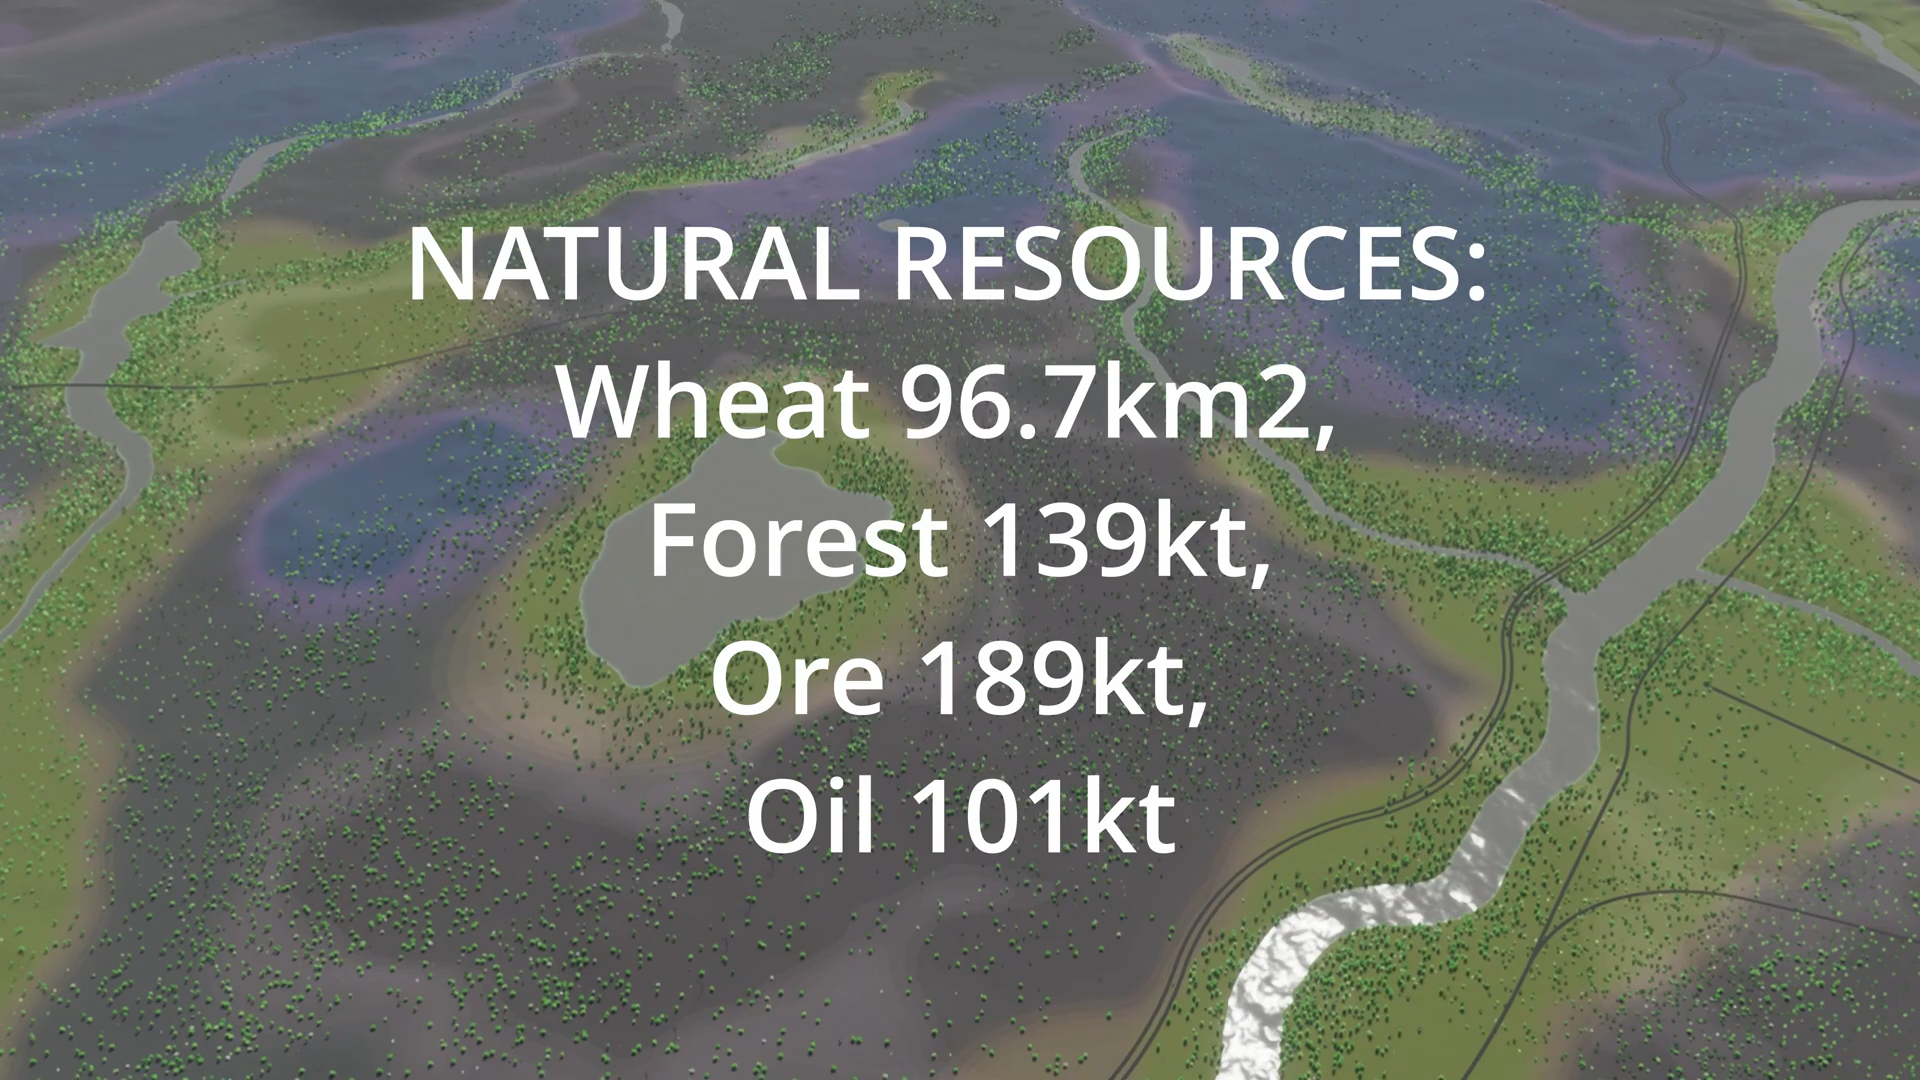 NATURAL RESOURCES:
Wheat 96.7km2,
Forest 139kt,
Ore 189kt,
Oil 101kt